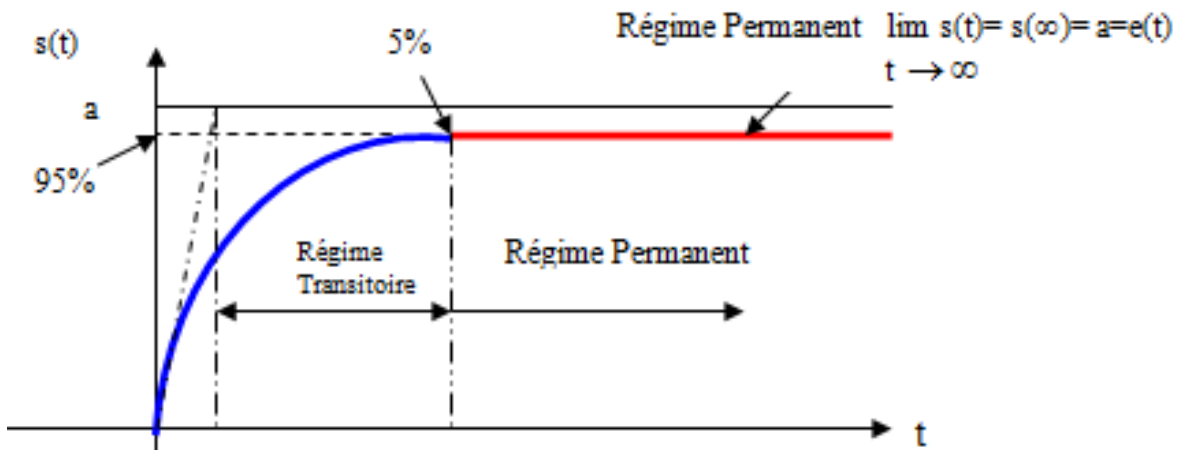 Régime Permanent lim s(t)= s(∞)= a=e(t)
t → ∞
s(t)
5%
a
95%
Régime
Transitoire
Régime Permanent
t